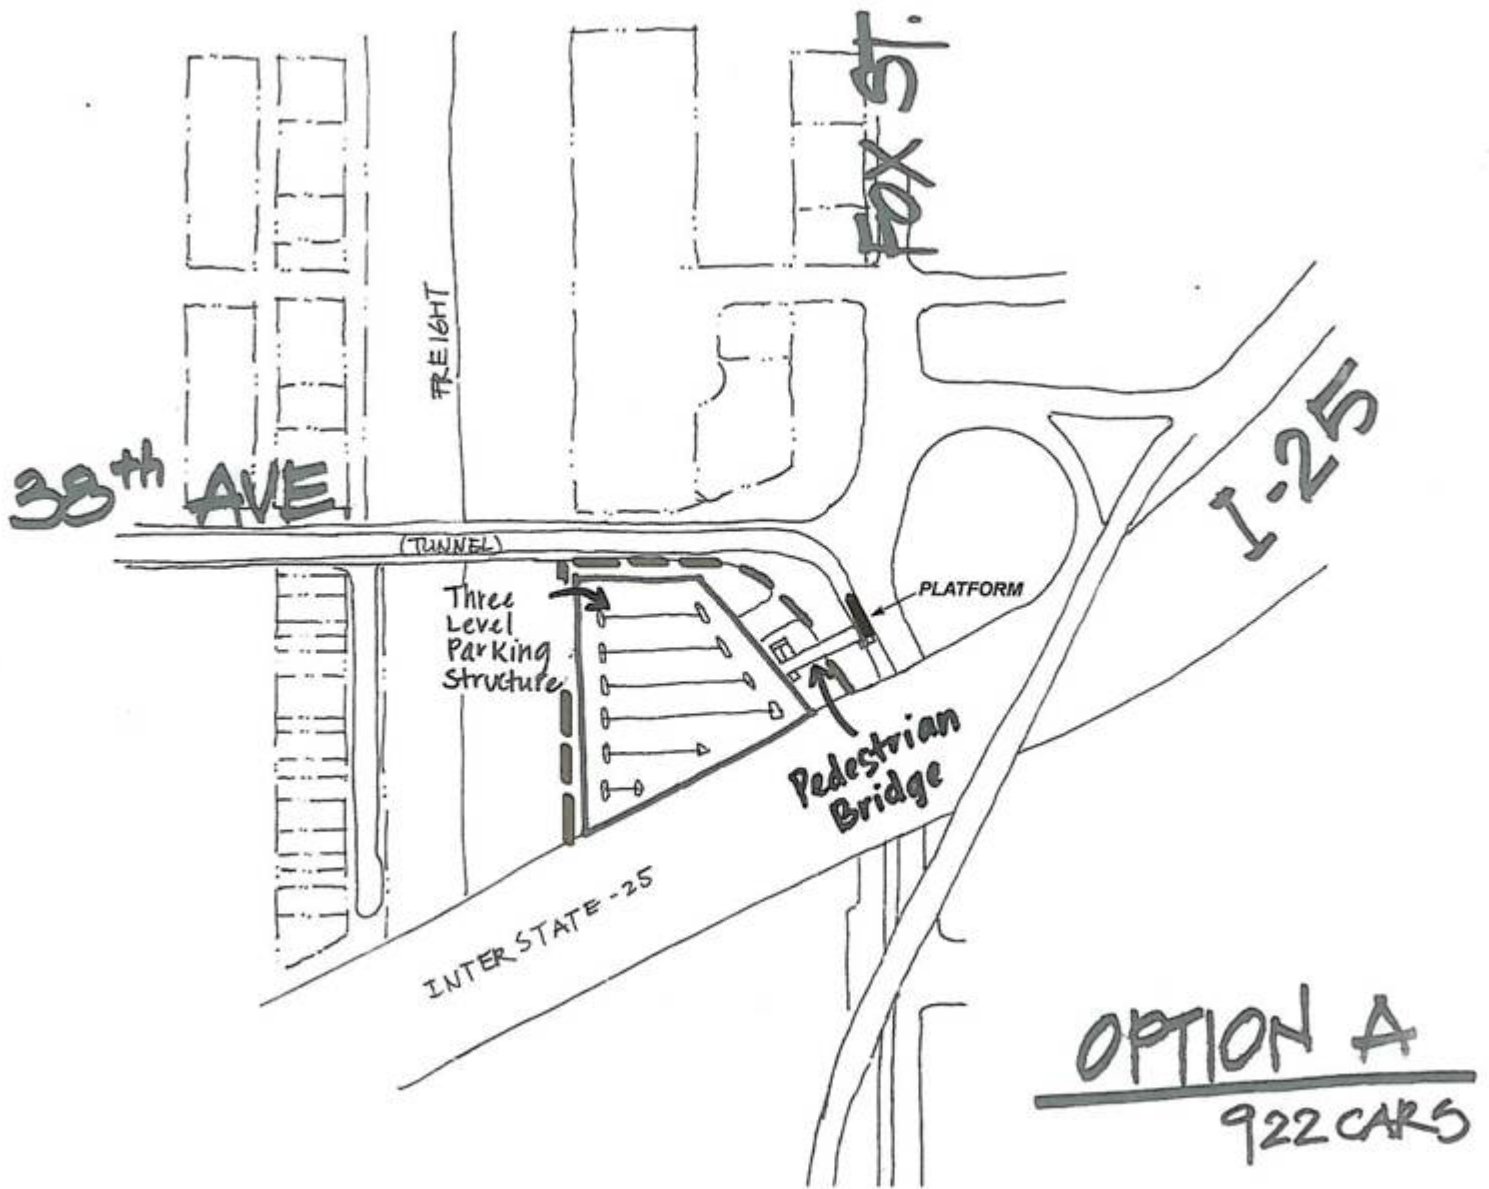 FOX ST.
FREIGHT
I-25
38th AVE
(TUNNEL)
PLATFORM
Three
Level
Parking
Structure
Pedestrian
Bridge
INTERSTATE-25
OPTION A
922 CARS